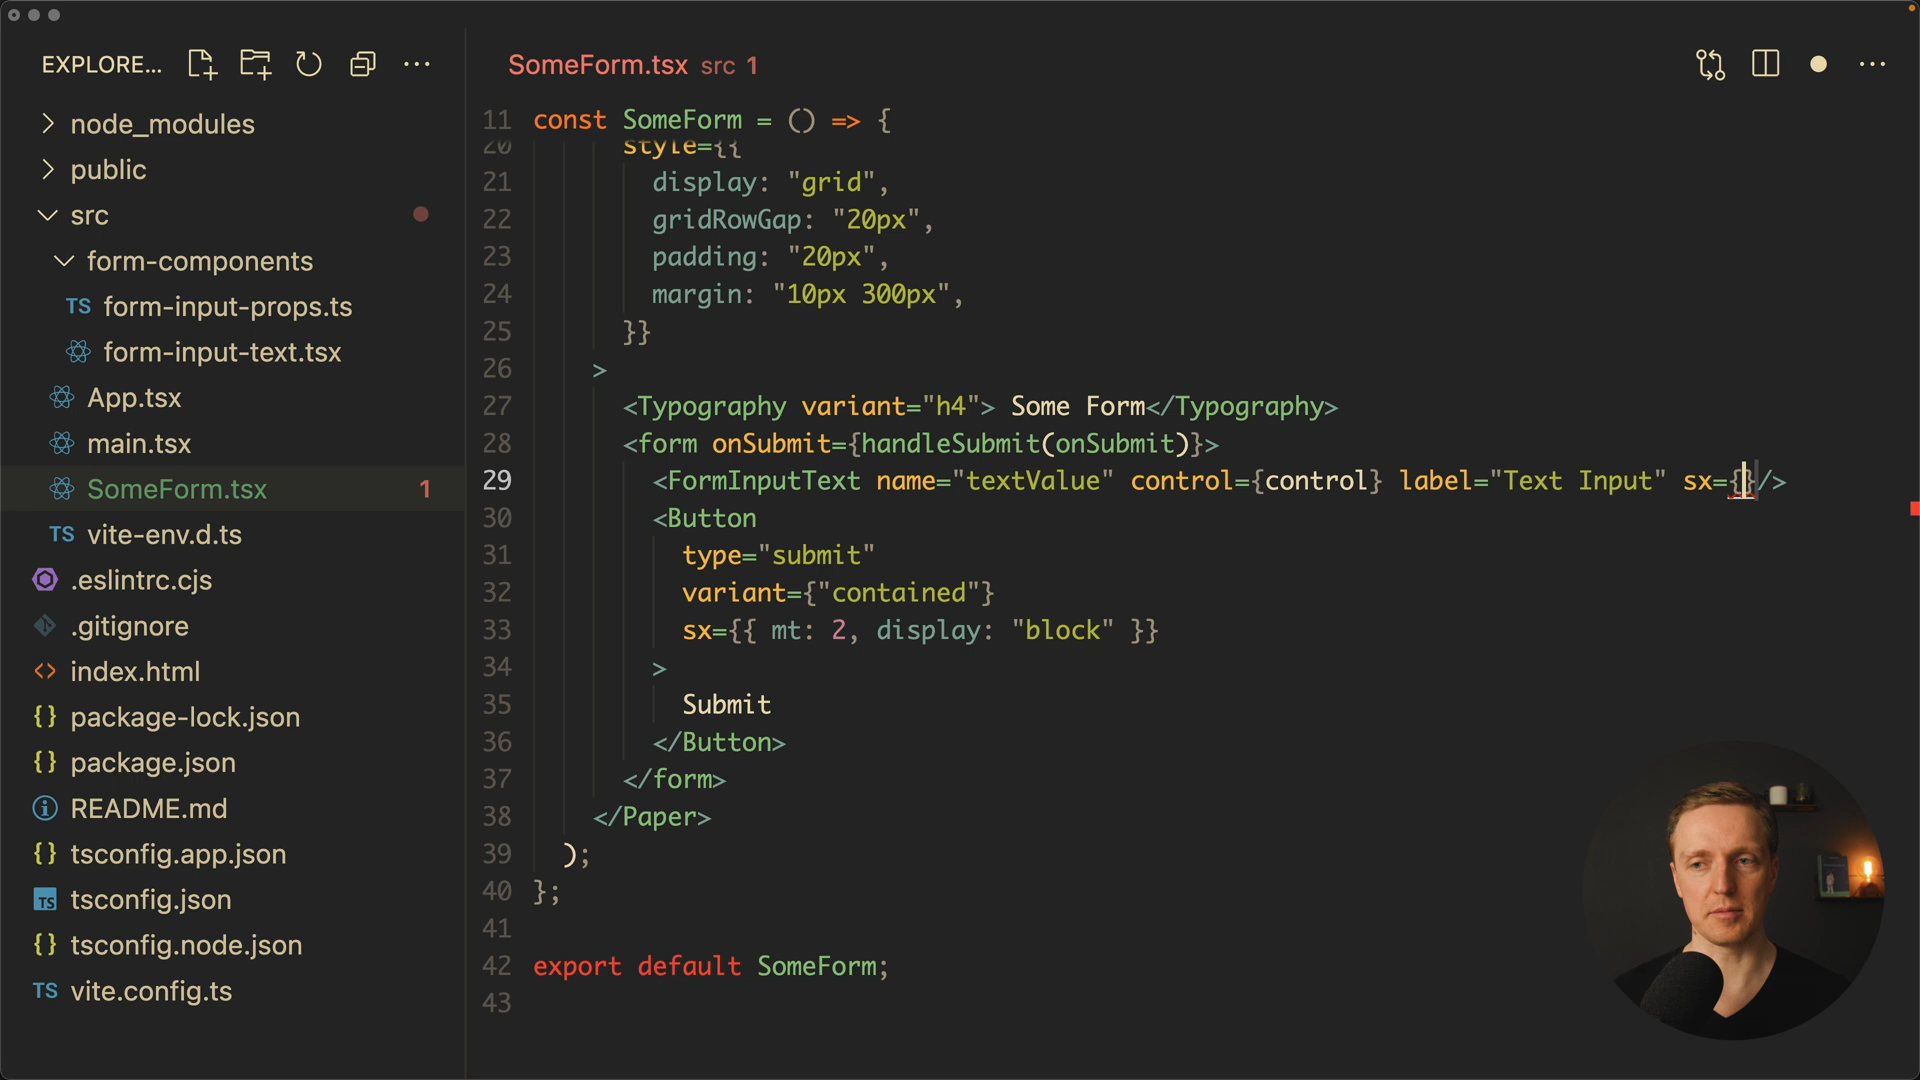 EXPLORE...
node_modules
public
src
form-components
TS form-input-props.ts
form-input-text.tsx
App.tsx
main.tsx
SomeForm.tsx 1
TS vite-env.d.ts
.eslintrc.cjs
.gitignore
<> index.html
{} package-lock.json
{} package.json
README.md
{} tsconfig.app.json
TS tsconfig.json
{} tsconfig.node.json
TS vite.config.ts
SomeForm.tsx src 1
11 const SomeForm = () => {
20 style={{
21 display: "grid",
22 gridRowGap: "20px",
23 padding: "20px",
24 margin: "10px 300px",
25 }}
26 >
27 <Typography variant="h4"> Some Form</Typography>
28 <form onSubmit={handleSubmit(onSubmit)}>
29 <FormInputText name="textValue" control={control} label="Text Input" sx={}/>
30 <Button
31 type="submit"
32 variant={"contained"}
33 sx={{ mt: 2, display: "block" }}
34 >
35 Submit
36 </Button>
37 </form>
38 </Paper>
39 );
40 };
41
42 export default SomeForm;
43